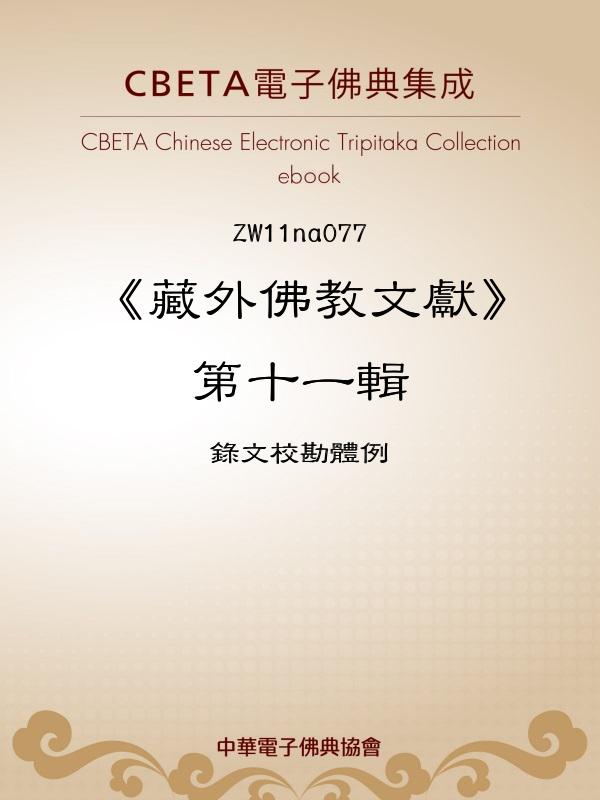 CBETA電子佛典集成
CBETA Chinese Electronic Tripitaka Collection
ebook
ZW11na077
《藏外佛教文獻》
第十一輯
錄文校勘體例
中華電子佛典協會